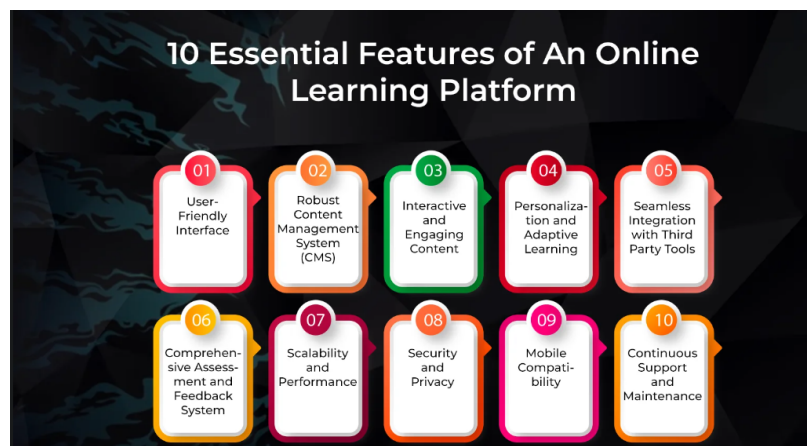 10 Essential Features of An Online
Learning Platform
01
User-
Friendly
Interface
02
Robust
Content
Management
System
(CMS)
03
Interactive
and
Engaging
Content
04
Personaliza-
tion and
Adaptive
Learning
05
Seamless
Integration
with Third
Party Tools
06
Comprehen-
sive Assess-
ment and
Feedback
System
07
Scalability
and
Performance
08
Security
and
Privacy
09
Mobile
Compati-
bility
10
Continuous
Support
and
Maintenance